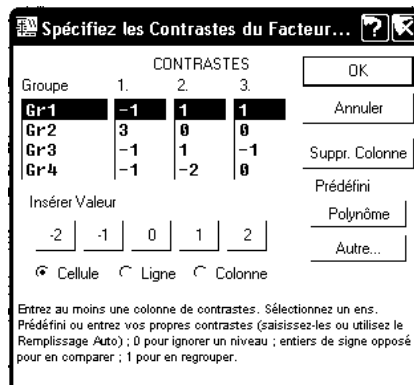 Spécifiez les Contrastes du Facteur...
CONTRASTES
Groupe 1. 2. 3.
Gr1 -1 1 1
Gr2 3 0 0
Gr3 -1 1 -1
Gr4 -1 -2 0
OK
Annuler
Suppr. Colonne
Prédéfini
Polynôme
Autre...
Insérer Valeur
-2 -1 0 1 2
Cellule Ligne Colonne
Entrez au moins une colonne de contrastes. Sélectionnez un ens.
Prédéfini ou entrez vos propres contrastes (saisissez-les ou utilisez le
Remplissage Auto) ; 0 pour ignorer un niveau ; entiers de signe opposé
pour en comparer ; 1 pour en regrouper.